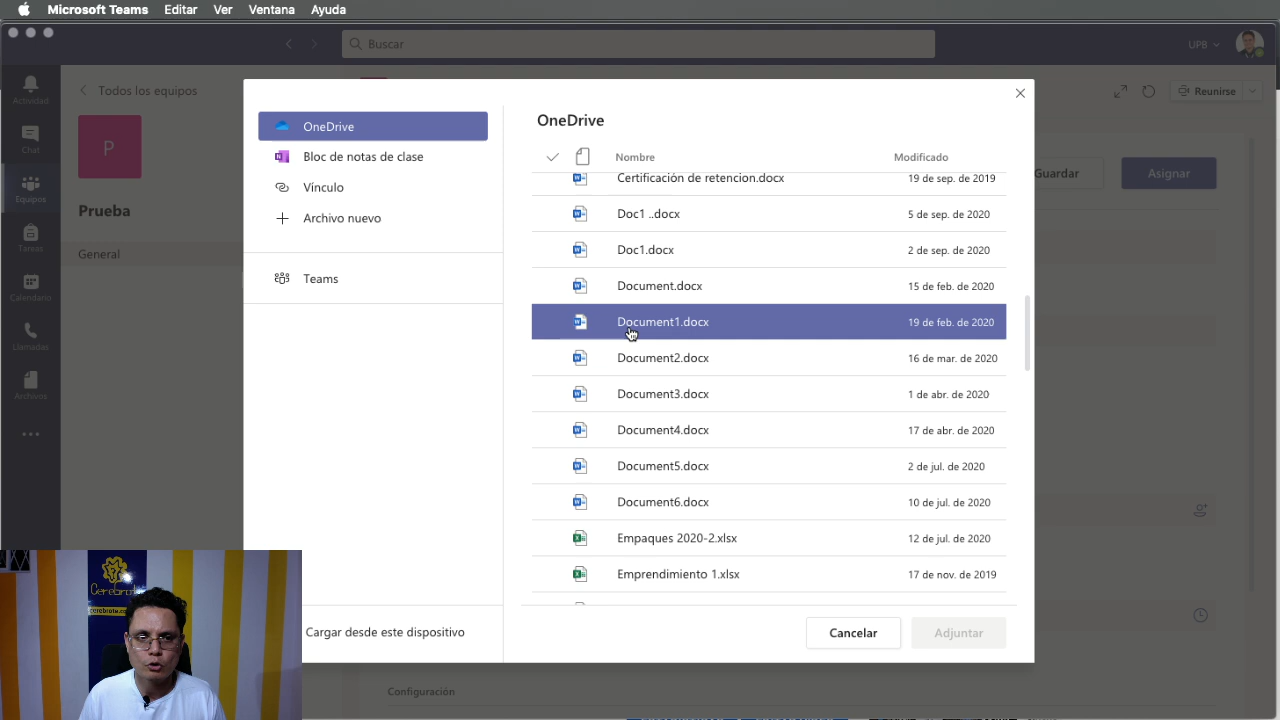 Microsoft Teams Editar Ver Ventana Ayuda
Buscar
UPB
Actividad
Chat
Equipos
Tareas
Calendario
Llamadas
Archivos
Todos los equipos
P
Prueba
General
Reunirse
Guardar
Asignar
OneDrive
Bloc de notas de clase
Vínculo
Archivo nuevo
Teams
Cargar desde este dispositivo
OneDrive
Nombre Modificado
Certificación de retencion.docx 19 de sep. de 2019
Doc1 ..docx 5 de sep. de 2020
Doc1.docx 2 de sep. de 2020
Document.docx 15 de feb. de 2020
Document1.docx 19 de feb. de 2020
Document2.docx 16 de mar. de 2020
Document3.docx 1 de abr. de 2020
Document4.docx 17 de abr. de 2020
Document5.docx 2 de jul. de 2020
Document6.docx 10 de jul. de 2020
Empaques 2020-2.xlsx 12 de jul. de 2020
Emprendimiento 1.xlsx 17 de nov. de 2019
Cancelar
Adjuntar
Configuración
Cerebrote